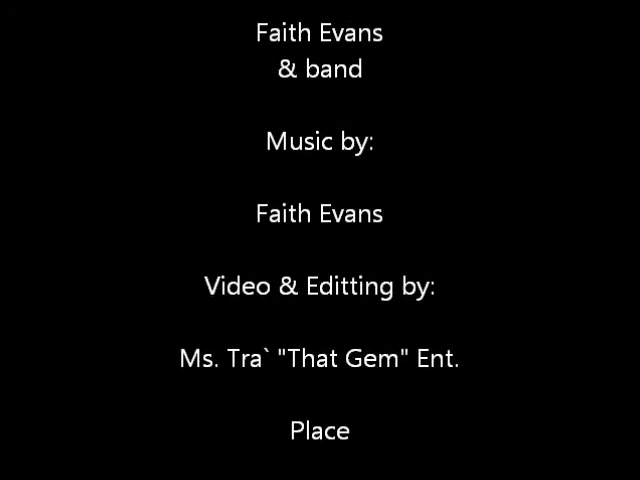 Faith Evans
& band
Music by:
Faith Evans
Video & Editting by:
Ms. Tra` "That Gem" Ent.
Place